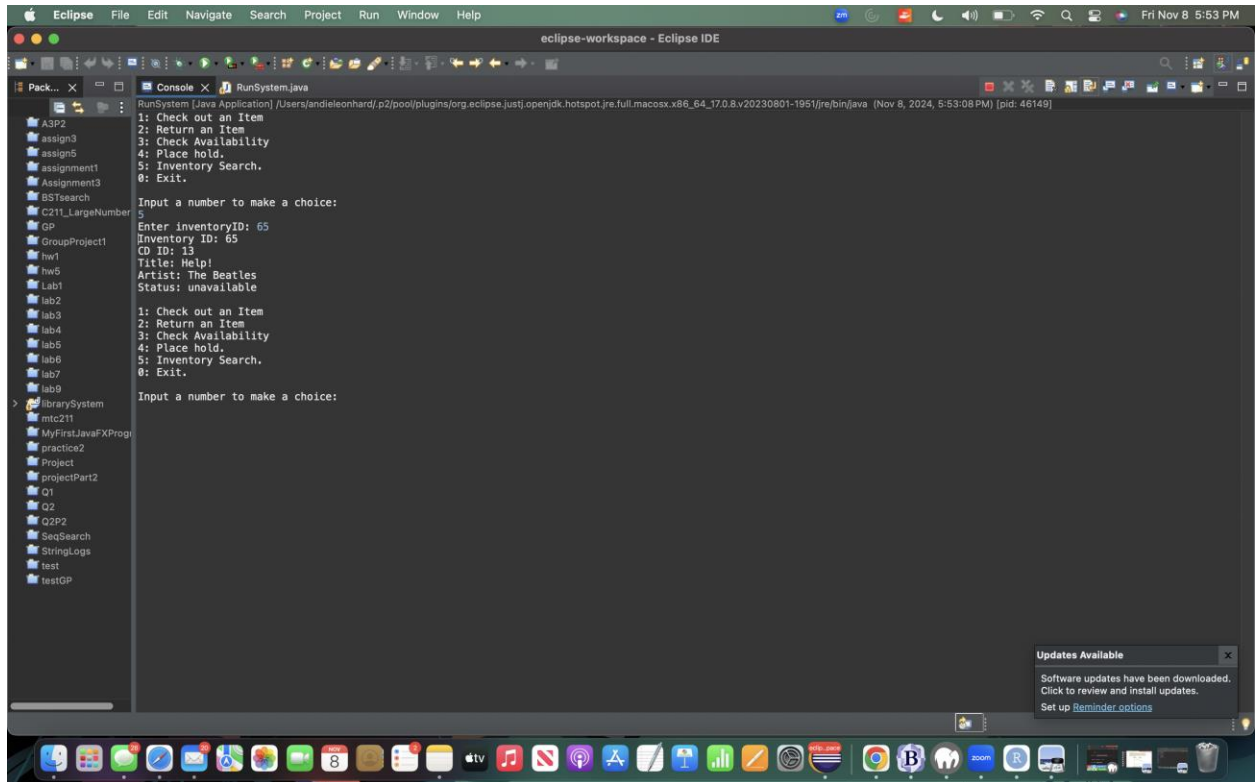 Eclipse File Edit Navigate Search Project Run Window Help
zm
Fri Nov 8 5:53 PM
eclipse-workspace - Eclipse IDE
Pack...
Console
RunSystem.java
RunSystem [Java Application] /Users/andieleonhard/.p2/pool/plugins/org.eclipse.justj.openjdk.hotspot.jre.full.macosx.x86_64_17.0.8.v20230801-1951/jre/bin/java (Nov 8, 2024, 5:53:08 PM) [pid: 46149]
A3P2
assign3
assign5
assignment1
Assignment3
BSTsearch
C211_LargeNumber
GP
GroupProject1
hw1
hw5
Lab1
lab2
lab3
lab4
lab5
lab6
lab7
lab9
librarySystem
mtc211
MyFirstJavaFXProgr
practice2
Project
projectPart2
Q1
Q2
Q2P2
SeqSearch
StringLogs
test
testGP
1: Check out an Item
2: Return an Item
3: Check Availability
4: Place hold.
5: Inventory Search.
0: Exit.
Input a number to make a choice:
5
Enter inventoryID: 65
Inventory ID: 65
CD ID: 13
Title: Help!
Artist: The Beatles
Status: unavailable
1: Check out an Item
2: Return an Item
3: Check Availability
4: Place hold.
5: Inventory Search.
0: Exit.
Input a number to make a choice:
Updates Available
Software updates have been downloaded.
Click to review and install updates.
Set up Reminder options
NOV
8
tv
zoom
R